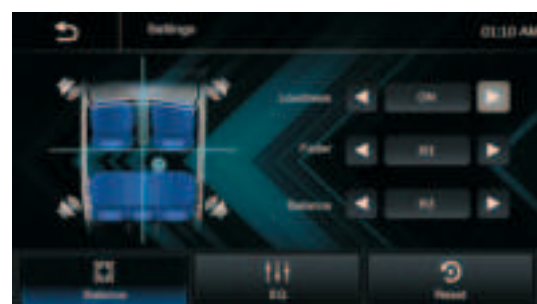 Settings
01:10 AM
Loudness
ON
Fader
Balance
Balance
EQ
Reset